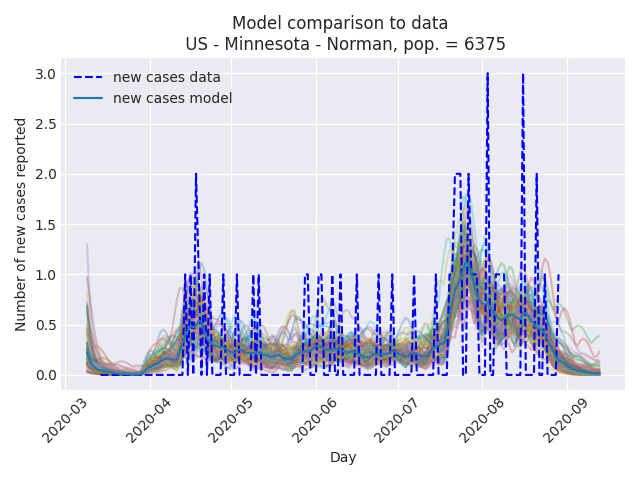 Model comparison to data
US - Minnesota - Norman, pop. = 6375
new cases data
new cases model
Number of new cases reported
3.0
2.5
2.0
1.5
1.0
0.5
0.0
2020-03
2020-04
2020-05
2020-06
2020-07
2020-08
2020-09
Day